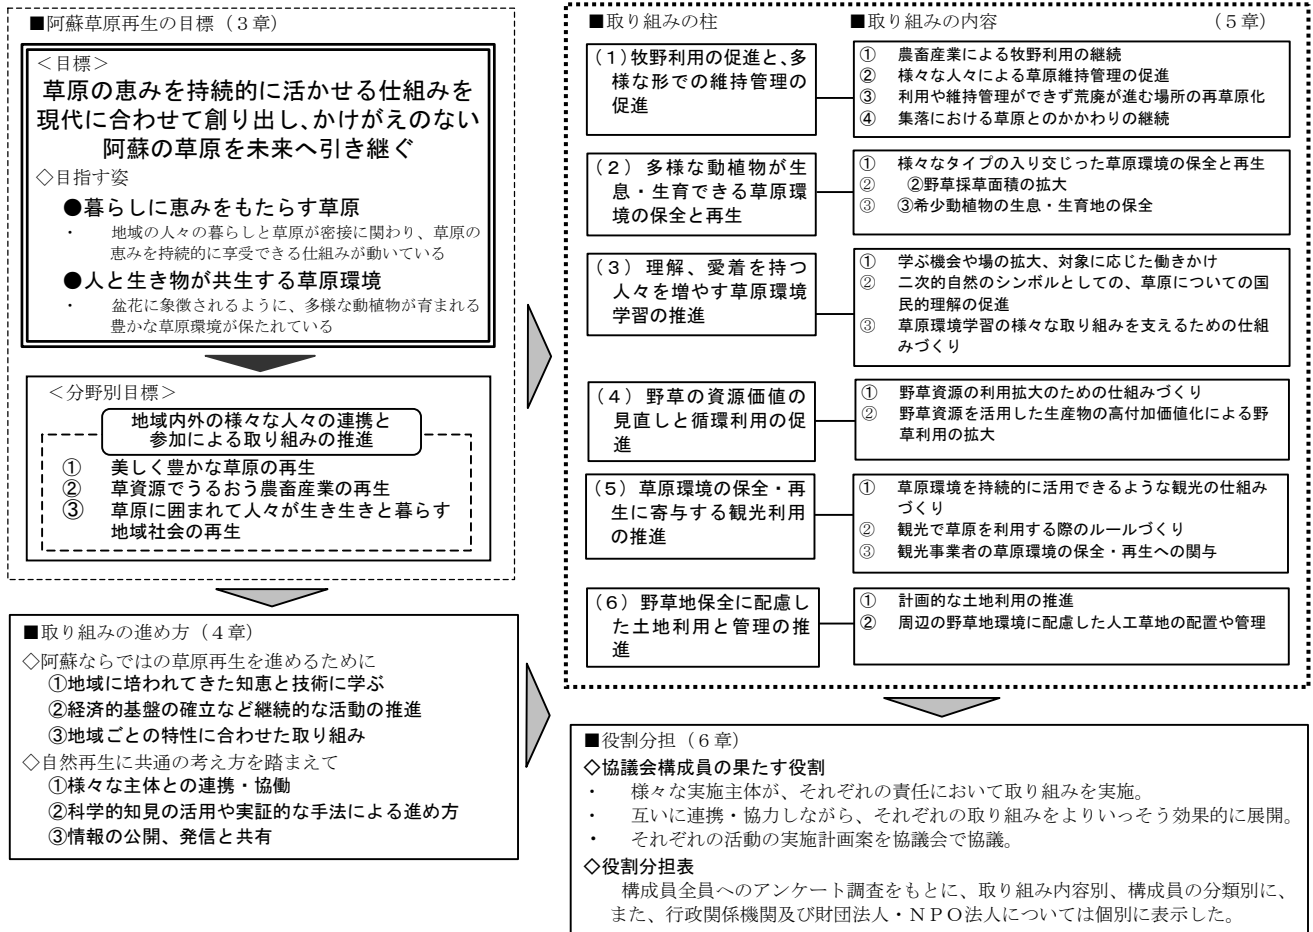 ■阿蘇草原再生の目標（３章）
＜目標＞
草原の恵みを持続的に活かせる仕組みを
現代に合わせて創り出し、かけがえのない
阿蘇の草原を未来へ引き継ぐ
◇目指す姿
●暮らしに恵みをもたらす草原
・ 地域の人々の暮らしと草原が密接に関わり、草原の
恵みを持続的に享受できる仕組みが動いている
●人と生き物が共生する草原環境
・ 盆花に象徴されるように、多様な動植物が育まれる
豊かな草原環境が保たれている
＜分野別目標＞
地域内外の様々な人々の連携と
参加による取り組みの推進
① 美しく豊かな草原の再生
② 草資源でうるおう農畜産業の再生
③ 草原に囲まれて人々が生き生きと暮らす
地域社会の再生
■取り組みの進め方（４章）
◇阿蘇ならではの草原再生を進めるために
①地域に培われてきた知恵と技術に学ぶ
②経済的基盤の確立など継続的な活動の推進
③地域ごとの特性に合わせた取り組み
◇自然再生に共通の考え方を踏まえて
①様々な主体との連携・協働
②科学的知見の活用や実証的な手法による進め方
③情報の公開、発信と共有
■取り組みの柱 ■取り組みの内容 （５章）
（１）牧野利用の促進と、多
様な形での維持管理の
促進
① 農畜産業による牧野利用の継続
② 様々な人々による草原維持管理の促進
③ 利用や維持管理ができず荒廃が進む場所の再草原化
④ 集落における草原とのかかわりの継続
（２）多様な動植物が生
息・生育できる草原環
境の保全と再生
① 様々なタイプの入り交じった草原環境の保全と再生
② ②野草採草面積の拡大
③ ③希少動植物の生息・生育地の保全
（３）理解、愛着を持つ
人々を増やす草原環境
学習の推進
① 学ぶ機会や場の拡大、対象に応じた働きかけ
② 二次的自然のシンボルとしての、草原についての国
民的理解の促進
③ 草原環境学習の様々な取り組みを支えるための仕組
みづくり
（４）野草の資源価値の
見直しと循環利用の促
進
① 野草資源の利用拡大のための仕組みづくり
② 野草資源を活用した生産物の高付加価値化による野
草利用の拡大
（５）草原環境の保全・再
生に寄与する観光利用
の推進
① 草原環境を持続的に活用できるような観光の仕組み
づくり
② 観光で草原を利用する際のルールづくり
③ 観光事業者の草原環境の保全・再生への関与
（６）野草地保全に配慮し
た土地利用と管理の推
進
① 計画的な土地利用の推進
② 周辺の野草地環境に配慮した人工草地の配置や管理
■役割分担（６章）
◇協議会構成員の果たす役割
・ 様々な実施主体が、それぞれの責任において取り組みを実施。
・ 互いに連携・協力しながら、それぞれの取り組みをよりいっそう効果的に展開。
・ それぞれの活動の実施計画案を協議会で協議。
◇役割分担表
構成員全員へのアンケート調査をもとに、取り組み内容別、構成員の分類別に、
また、行政関係機関及び財団法人・ＮＰＯ法人については個別に表示した。